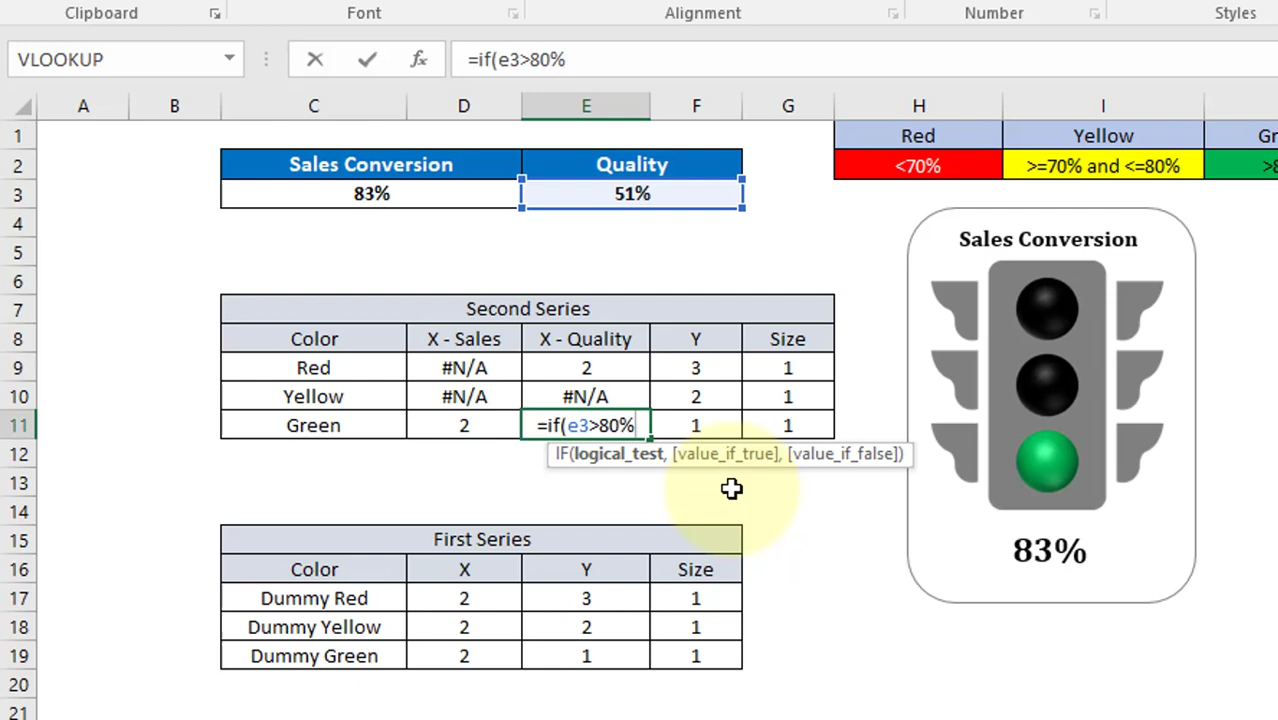 Clipboard Font Alignment Number Styles
VLOOKUP fx =if(e3>80%
A B C D E F G H I
1 Red Yellow
2 Sales Conversion Quality <70% >=70% and <=80%
3 83% 51%
4 Sales Conversion
5
6
7 Second Series
8 Color X - Sales X - Quality Y Size
9 Red #N/A 2 3 1
10 Yellow #N/A #N/A 2 1
11 Green 2 =if(e3>80% 1 1
12 IF(logical_test, [value_if_true], [value_if_false])
13
14
15 First Series 83%
16 Color X Y Size
17 Dummy Red 2 3 1
18 Dummy Yellow 2 2 1
19 Dummy Green 2 1 1
20
21